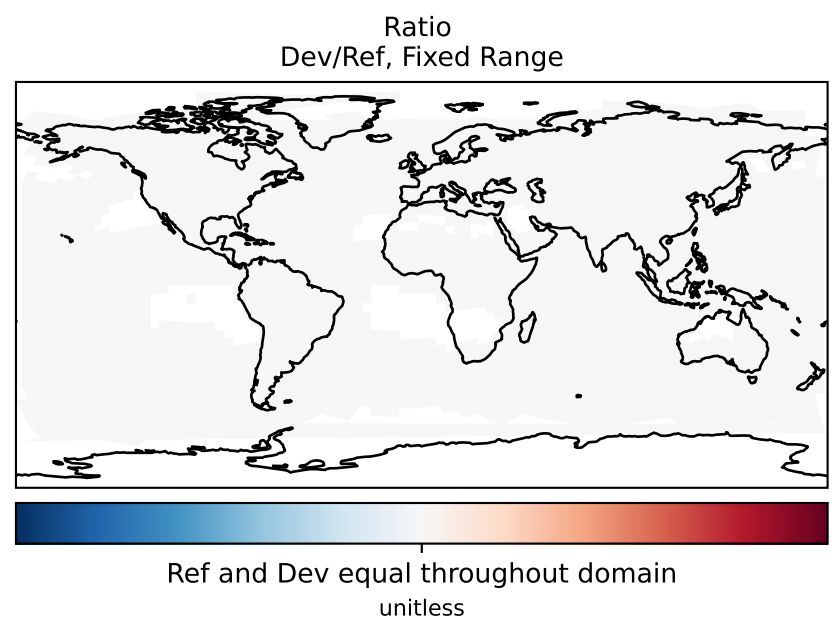 Ratio
Dev/Ref, Fixed Range
Ref and Dev equal throughout domain
unitless